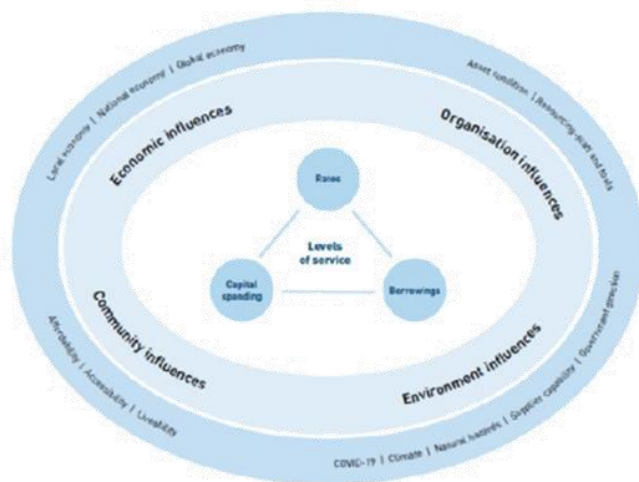 Local economy | National economy | Global economy
Asset condition | Resourcing-staff and tools
Economic influences
Organisation influences
Rates
Levels
of service
Capital
spending
Borrowings
Community influences
Environment influences
Affordability | Accessibility | Liveability
COVID-19 | Climate | Natural hazards | Supplier capability | Government direction